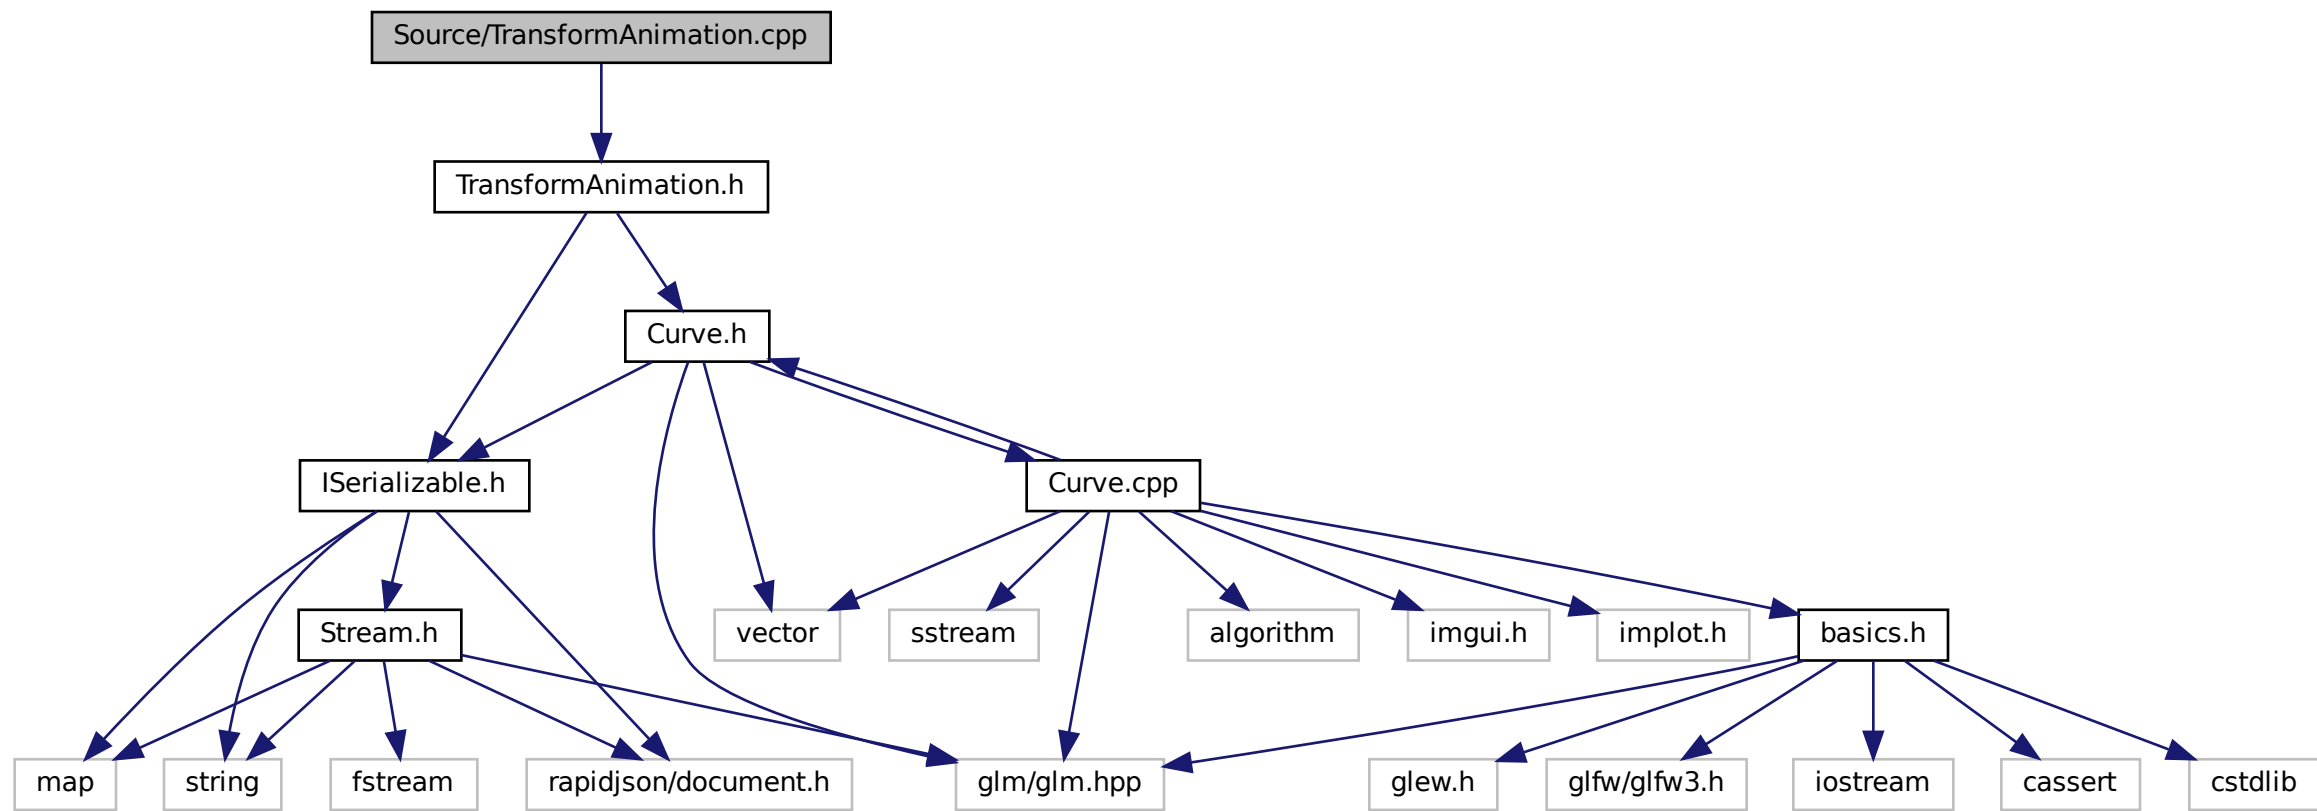 Source/TransformAnimation.cpp
TransformAnimation.h
Curve.h
ISerializable.h
Curve.cpp
Stream.h
vector
sstream
algorithm
imgui.h
implot.h
basics.h
map
string
fstream
rapidjson/document.h
glm/glm.hpp
glew.h
glfw/glfw3.h
iostream
cassert
cstdlib